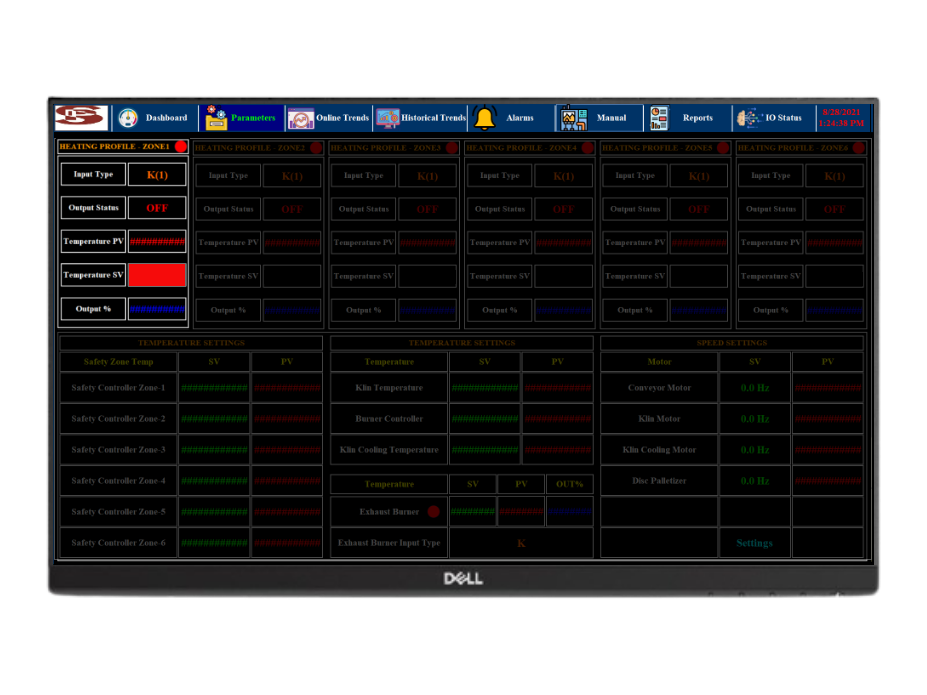 Dashboard Parameters Online Trends Historical Trends Alarms Manual Reports IO Status 8/28/2021
1:24:38 PM
HEATING PROFILE - ZONE1 HEATING PROFILE - ZONE2 HEATING PROFILE - ZONE3 HEATING PROFILE - ZONE4 HEATING PROFILE - ZONE5 HEATING PROFILE - ZONE6
Input Type K(1) Input Type K(1) Input Type K(1) Input Type K(1) Input Type K(1) Input Type K(1)
Output Status OFF Output Status OFF Output Status OFF Output Status OFF Output Status OFF Output Status OFF
Temperature PV ########## Temperature PV ########## Temperature PV ########## Temperature PV ########## Temperature PV ########## Temperature PV ##########
Temperature SV Temperature SV Temperature SV Temperature SV Temperature SV Temperature SV
Output % ########## Output % Output % Output % Output % Output %
TEMPERATURE SETTINGS TEMPERATURE SETTINGS SPEED SETTINGS
Safety Zone Temp SV PV Temperature SV PV Motor SV PV
Safety Controller Zone-1 ############ ############ Klin Temperature ############ ############ Conveyor Motor 0.0 Hz ############
Safety Controller Zone-2 ############ ############ Burner Controller ############ ############ Klin Motor 0.0 Hz ############
Safety Controller Zone-3 ############ ############ Klin Cooling Temperature ############ ############ Klin Cooling Motor 0.0 Hz ############
Safety Controller Zone-4 ############ ############ Temperature SV PV OUT% Disc Palletizer 0.0 Hz ############
Safety Controller Zone-5 ############ ############ Exhaust Burner ######## ########
Safety Controller Zone-6 ############ ############ Exhaust Burner Input Type K Settings
DELL